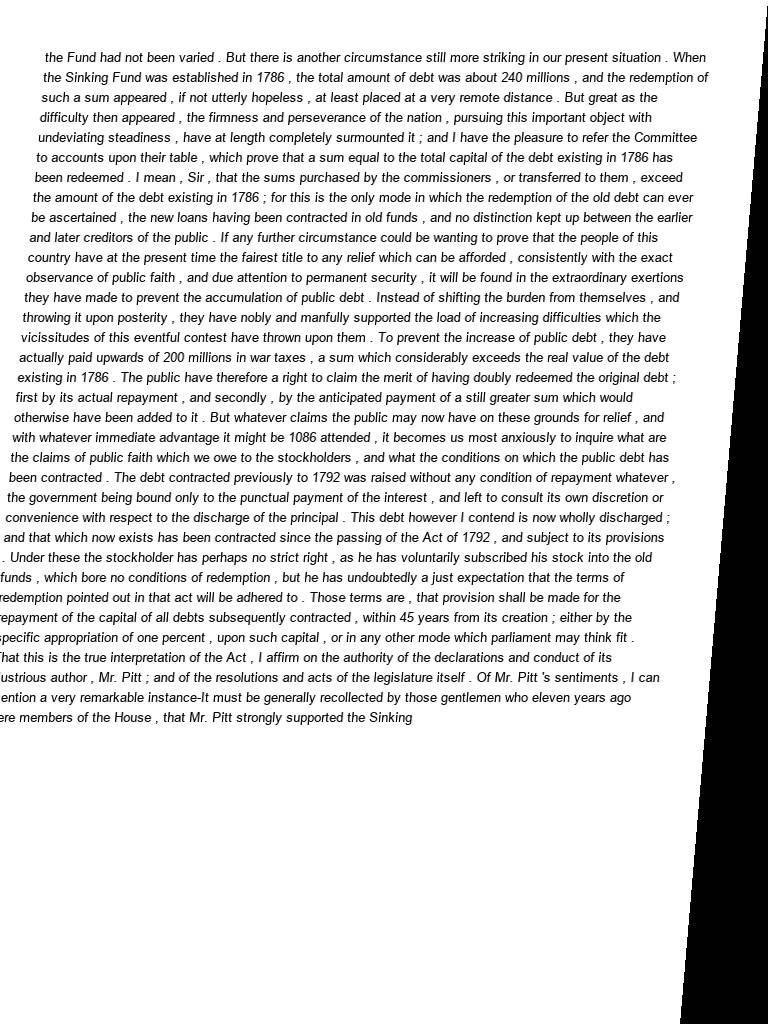 the Fund had not been varied . But there is another circumstance still more striking in our present situation . When
the Sinking Fund was established in 1786 , the total amount of debt was about 240 millions , and the redemption of
such a sum appeared , if not utterly hopeless , at least placed at a very remote distance . But great as the
difficulty then appeared , the firmness and perseverance of the nation , pursuing this important object with
undeviating steadiness , have at length completely surmounted it ; and I have the pleasure to refer the Committee
to accounts upon their table , which prove that a sum equal to the total capital of the debt existing in 1786 has
been redeemed . I mean , Sir , that the sums purchased by the commissioners , or transferred to them , exceed
the amount of the debt existing in 1786 ; for this is the only mode in which the redemption of the old debt can ever
be ascertained , the new loans having been contracted in old funds , and no distinction kept up between the earlier
and later creditors of the public . If any further circumstance could be wanting to prove that the people of this
country have at the present time the fairest title to any relief which can be afforded , consistently with the exact
observance of public faith , and due attention to permanent security , it will be found in the extraordinary exertions
they have made to prevent the accumulation of public debt . Instead of shifting the burden from themselves , and
throwing it upon posterity , they have nobly and manfully supported the load of increasing difficulties which the
vicissitudes of this eventful contest have thrown upon them . To prevent the increase of public debt , they have
actually paid upwards of 200 millions in war taxes , a sum which considerably exceeds the real value of the debt
existing in 1786 . The public have therefore a right to claim the merit of having doubly redeemed the original debt ;
first by its actual repayment , and secondly , by the anticipated payment of a still greater sum which would
otherwise have been added to it . But whatever claims the public may now have on these grounds for relief , and
with whatever immediate advantage it might be 1086 attended , it becomes us most anxiously to inquire what are
the claims of public faith which we owe to the stockholders , and what the conditions on which the public debt has
been contracted . The debt contracted previously to 1792 was raised without any condition of repayment whatever ,
the government being bound only to the punctual payment of the interest , and left to consult its own discretion or
convenience with respect to the discharge of the principal . This debt however I contend is now wholly discharged ;
and that which now exists has been contracted since the passing of the Act of 1792 , and subject to its provisions
. Under these the stockholder has perhaps no strict right , as he has voluntarily subscribed his stock into the old
funds , which bore no conditions of redemption , but he has undoubtedly a just expectation that the terms of
redemption pointed out in that act will be adhered to . Those terms are , that provision shall be made for the
repayment of the capital of all debts subsequently contracted , within 45 years from its creation ; either by the
specific appropriation of one percent , upon such capital , or in any other mode which parliament may think fit .
That this is the true interpretation of the Act , I affirm on the authority of the declarations and conduct of its
lustrious author , Mr. Pitt ; and of the resolutions and acts of the legislature itself . Of Mr. Pitt 's sentiments , I can
ention a very remarkable instance-It must be generally recollected by those gentlemen who eleven years ago
ere members of the House , that Mr. Pitt strongly supported the Sinking